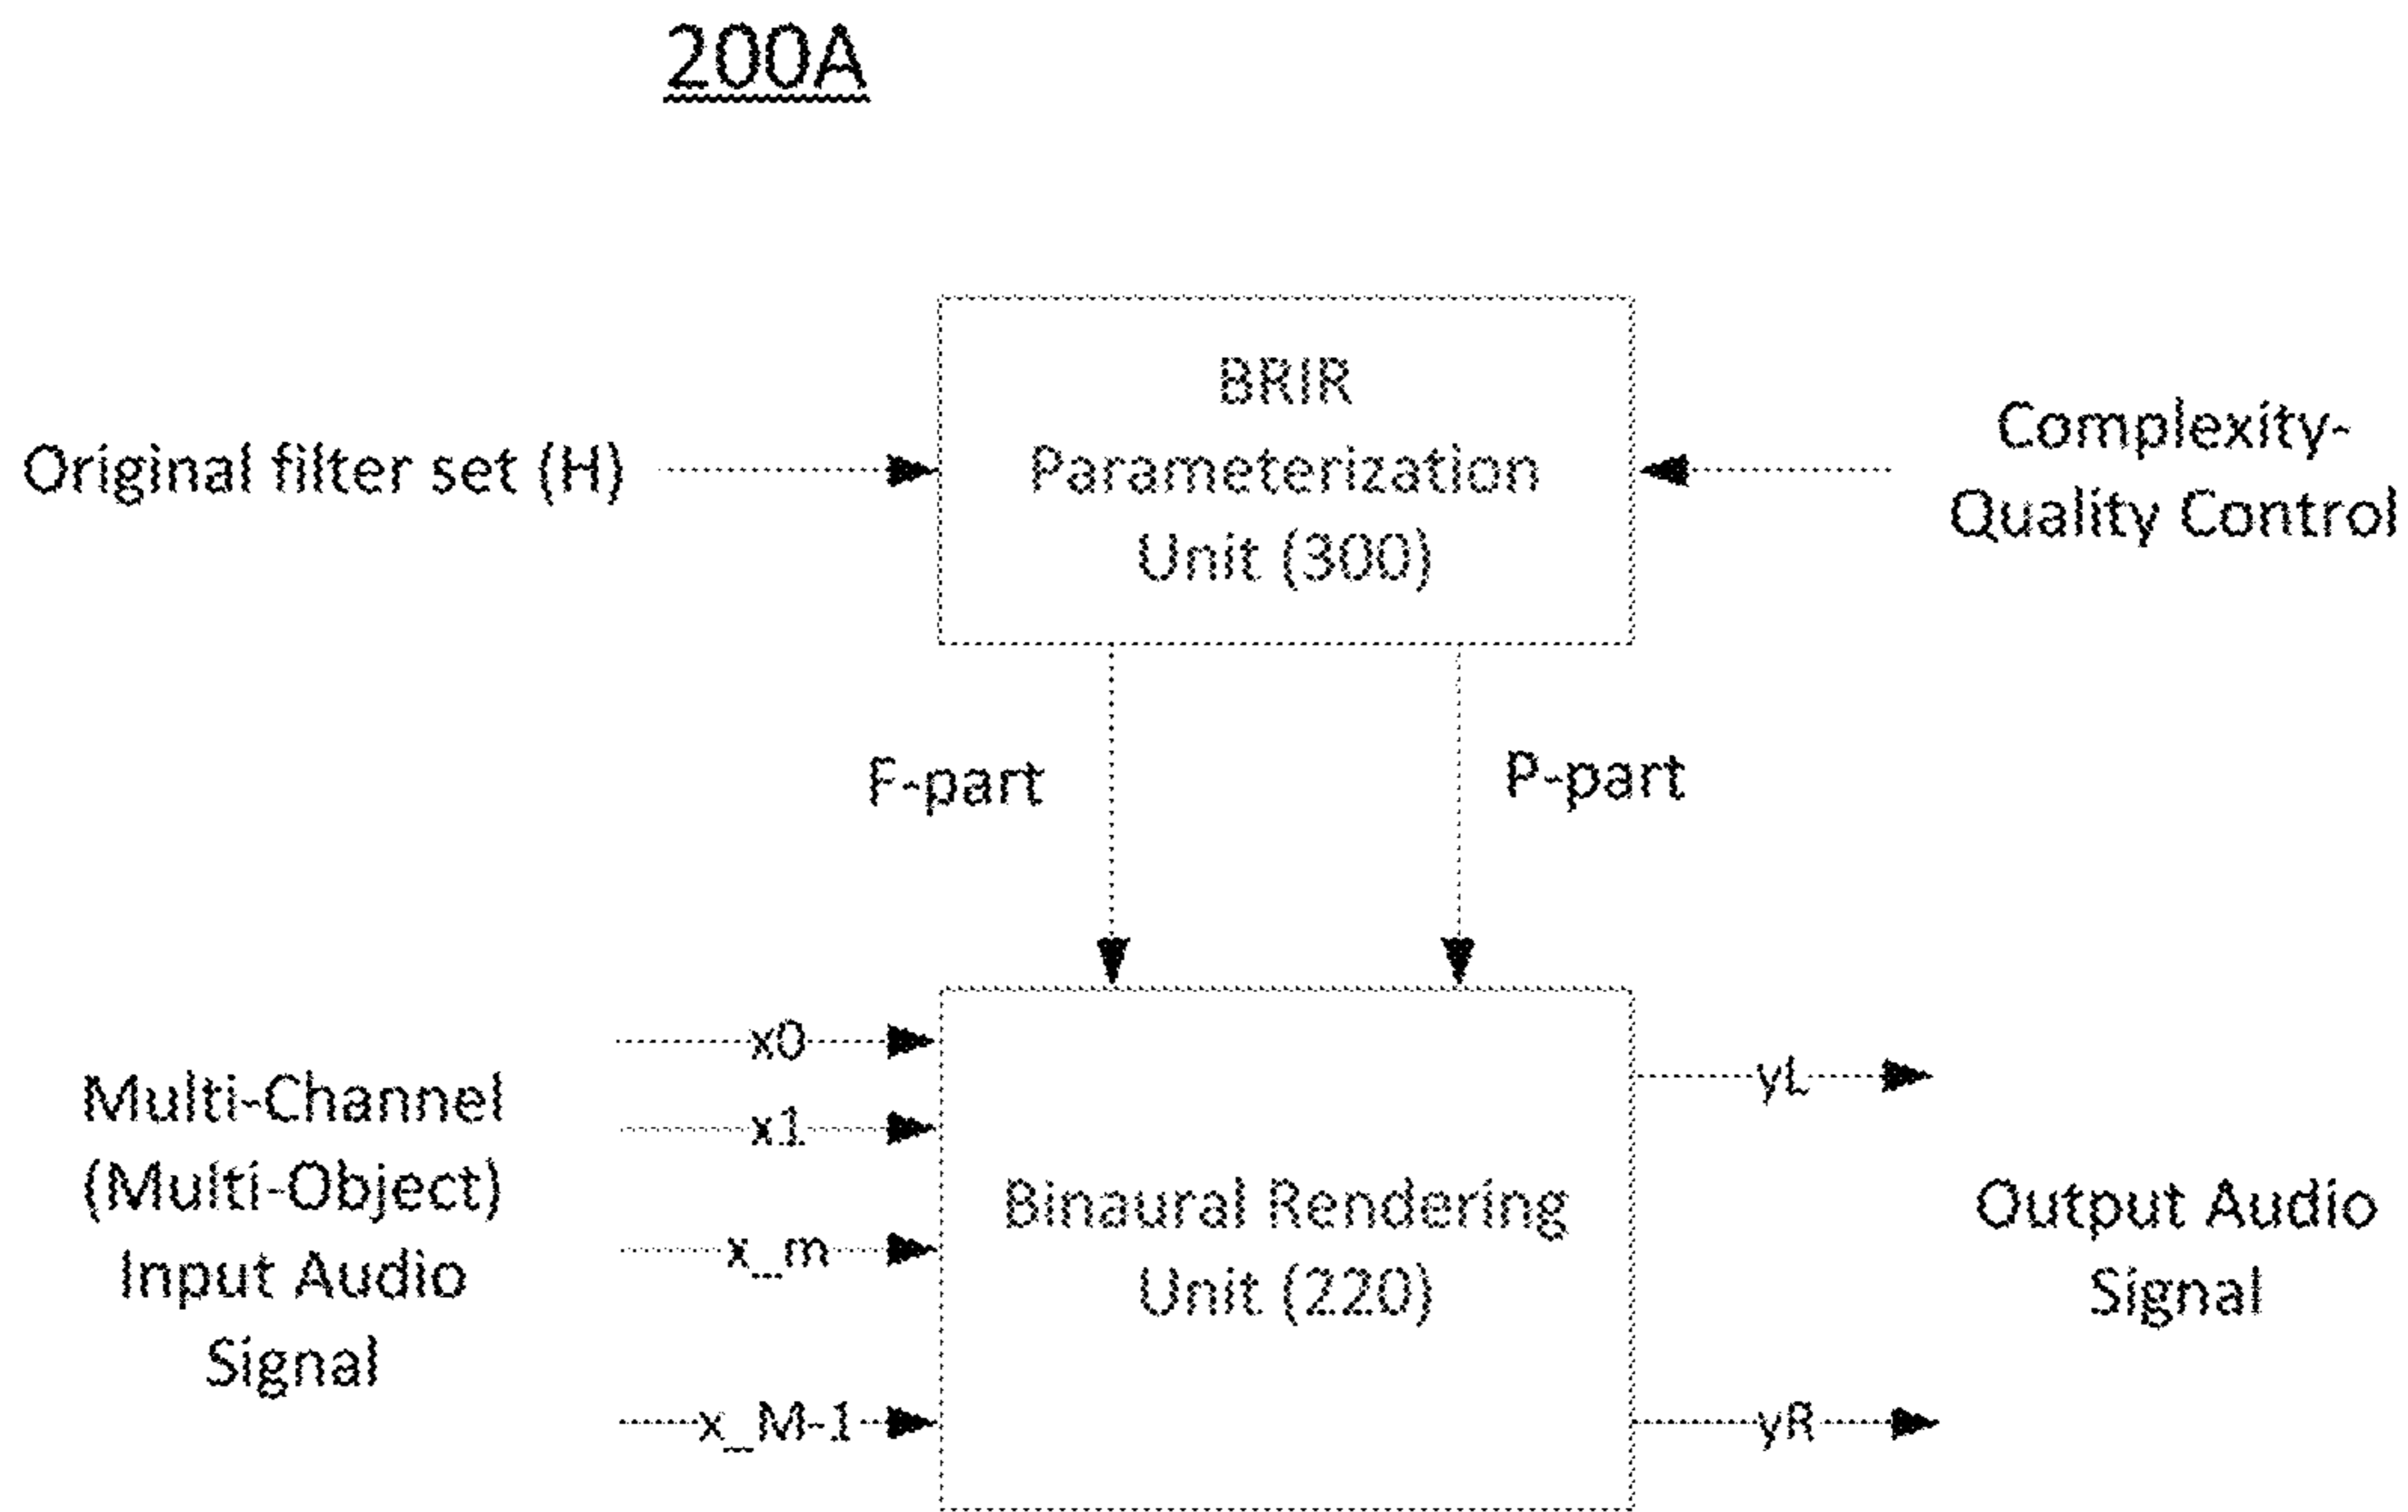 200A
BRIR
Parameterization
Unit (300)
Original filter set (H)
Complexity-
Quality Control
F-part
P-part
x0
x1
x_m
x_M-1
Multi-Channel
(Multi-Object)
Input Audio
Signal
Binaural Rendering
Unit (220)
yL
yR
Output Audio
Signal